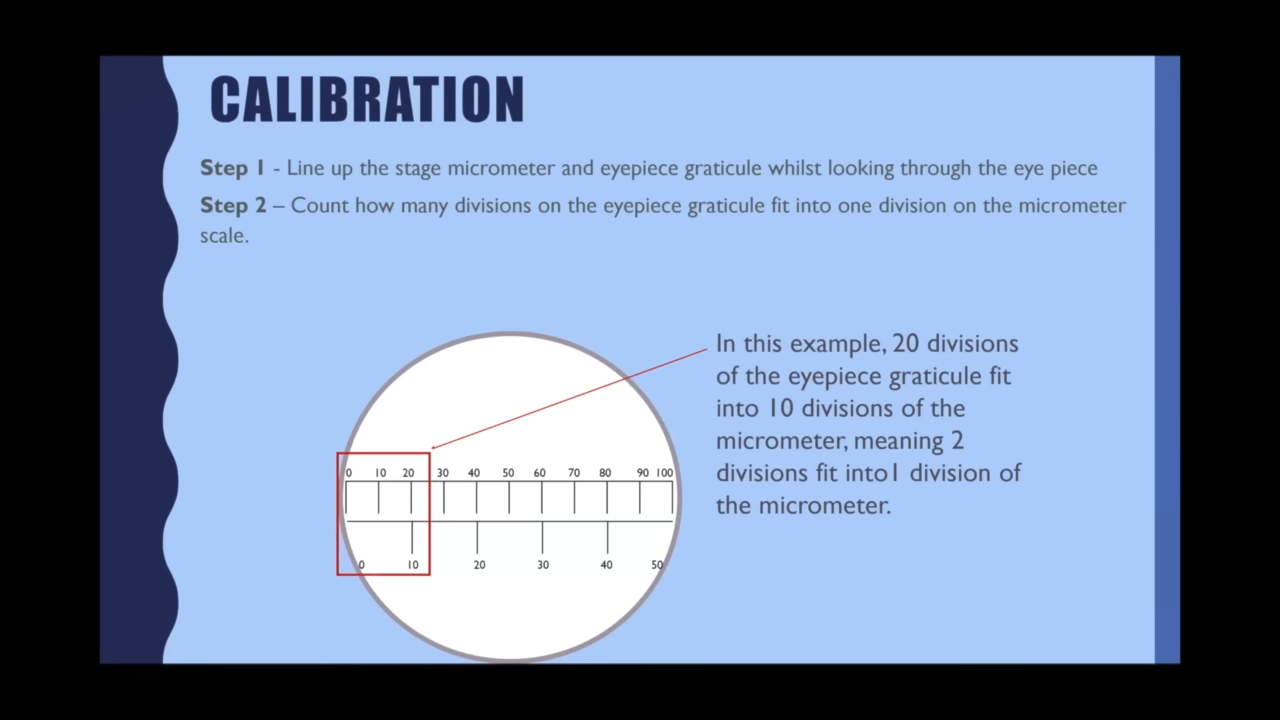 CALIBRATION
Step 1 - Line up the stage micrometer and eyepiece graticule whilst looking through the eye piece
Step 2 – Count how many divisions on the eyepiece graticule fit into one division on the micrometer
scale.
In this example, 20 divisions
of the eyepiece graticule fit
into 10 divisions of the
micrometer, meaning 2
divisions fit into1 division of
the micrometer.
0 10 20 30 40 50 60 70 80 90 100
0 10 20 30 40 50